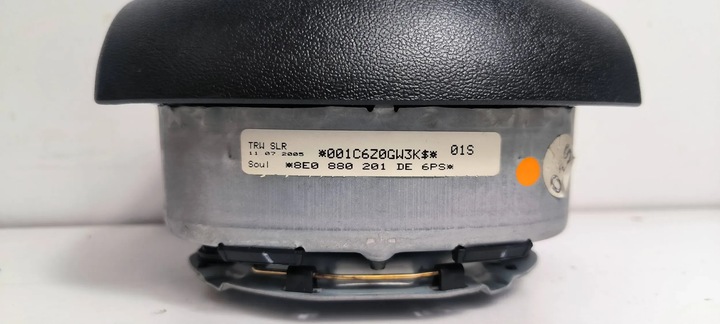 TRW SLR
11 07 2005 *001C6Z0GW3K$* 01S
Soul *8E0 880 201 DE 6PS*